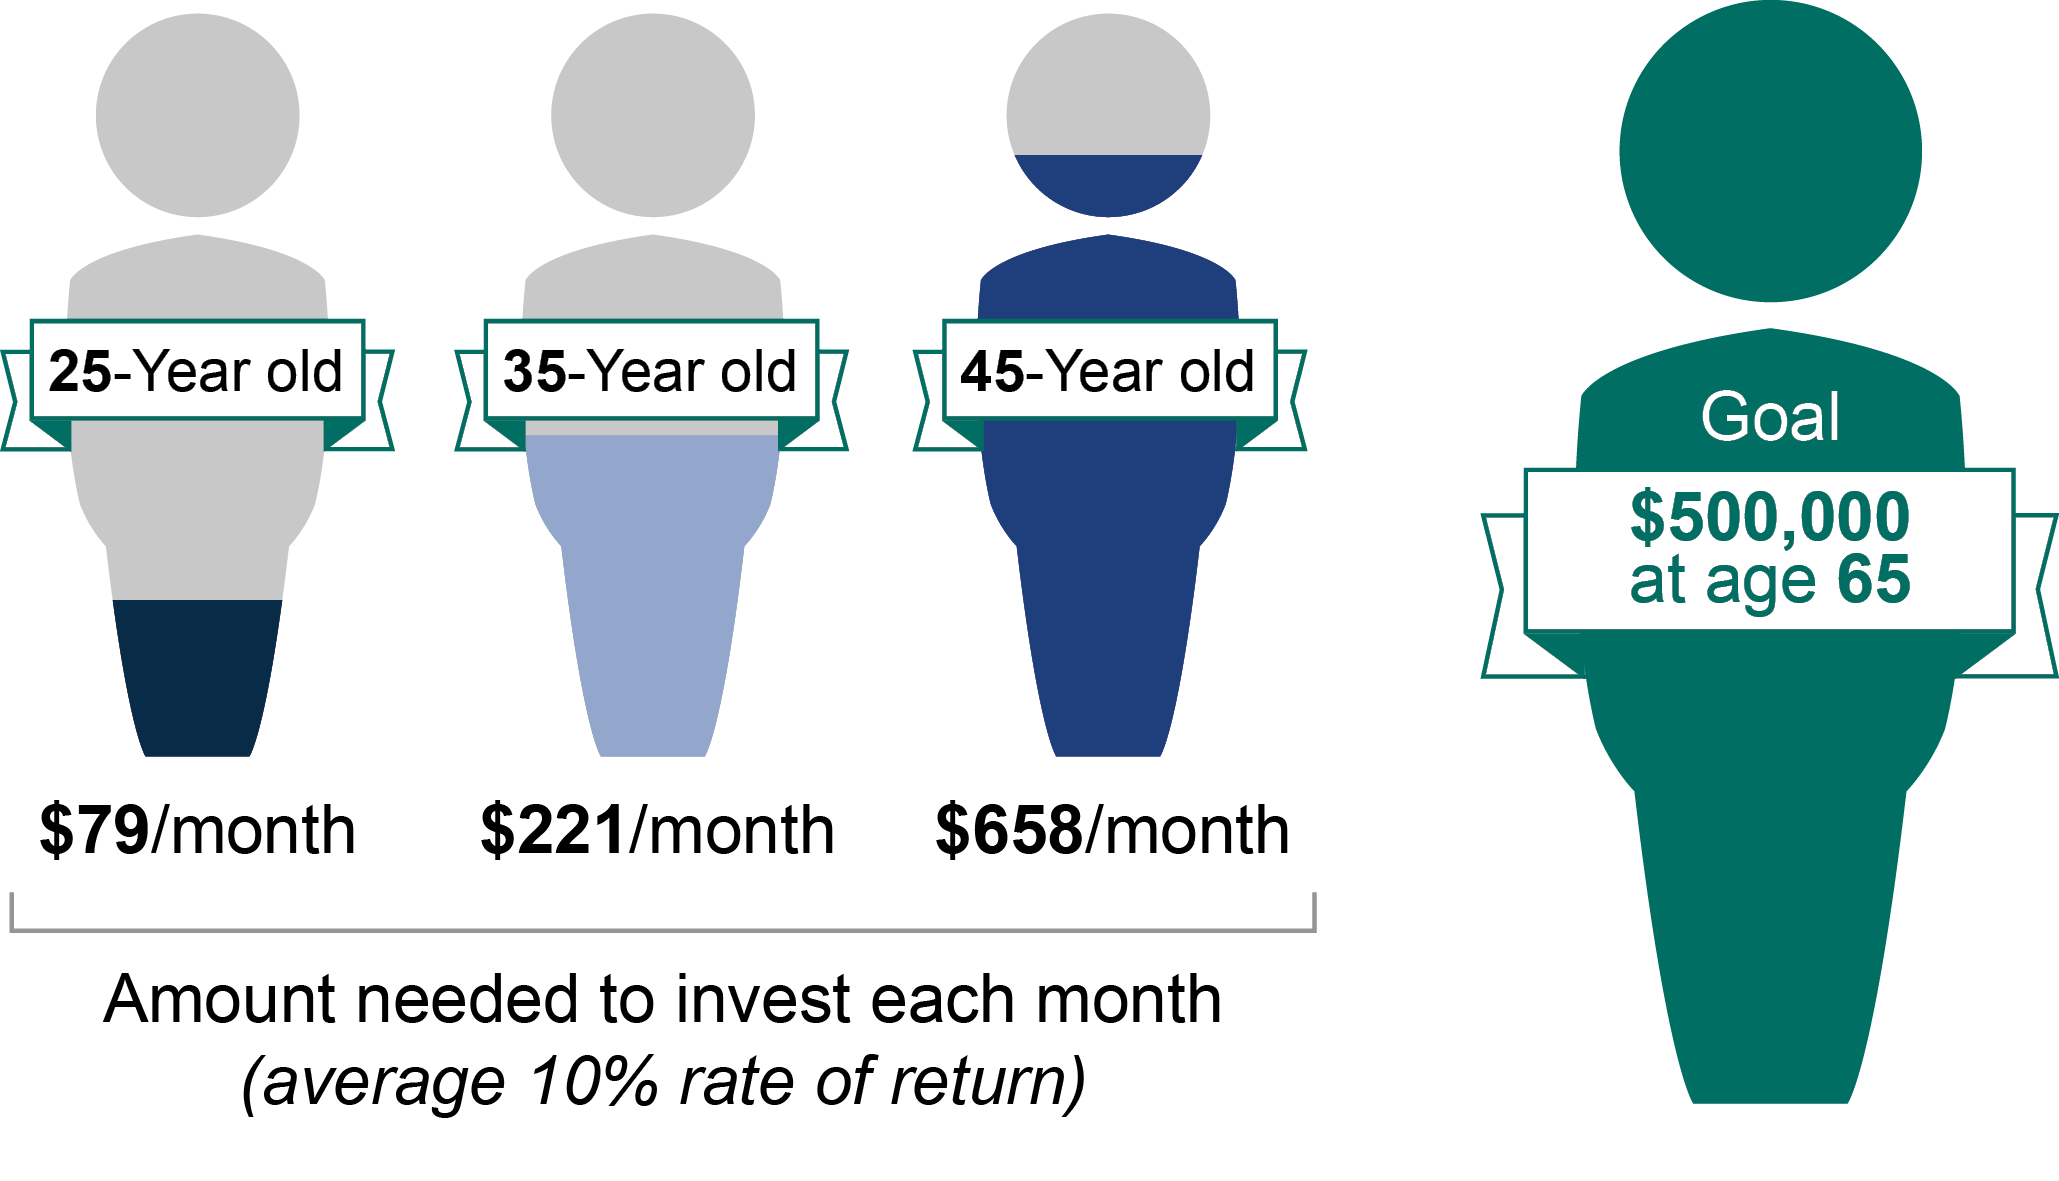 25-Year old
35-Year old
45-Year old
Goal
$500,000
at age 65
$79/month
$221/month
$658/month
Amount needed to invest each month
(average 10% rate of return)